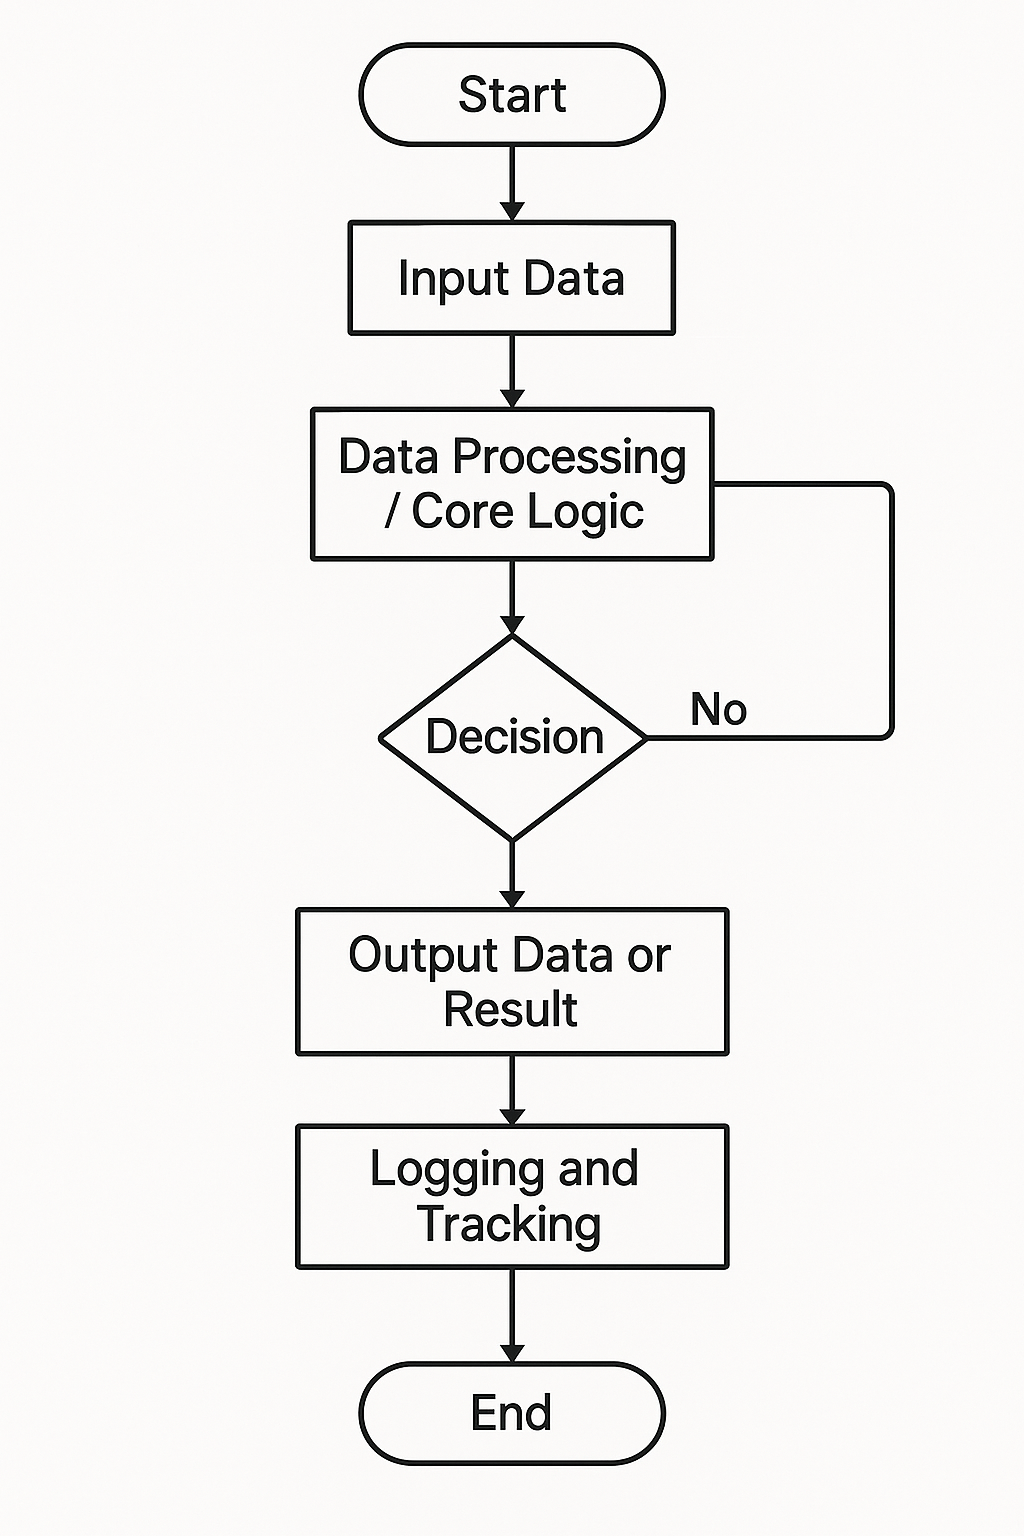 Start
Input Data
Data Processing
/ Core Logic
Decision
No
Output Data or
Result
Logging and
Tracking
End